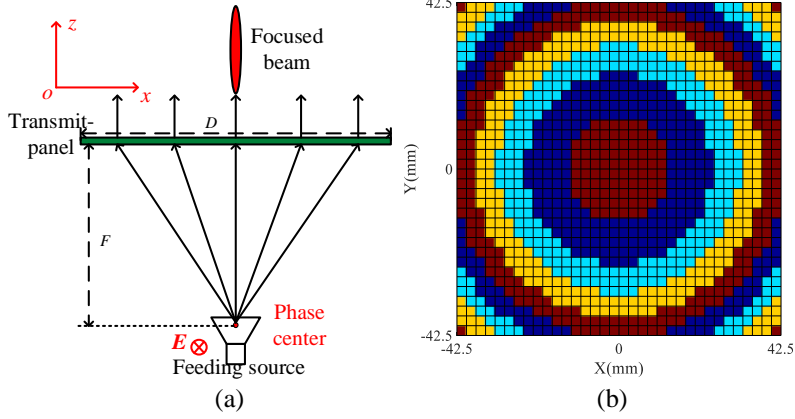 z
o
x
Focused
beam
Transmit-
panel
D
F
Phase
center
E
Feeding source
(a)
42.5
Y(mm)
0
-42.5
-42.5
0
42.5
X(mm)
(b)